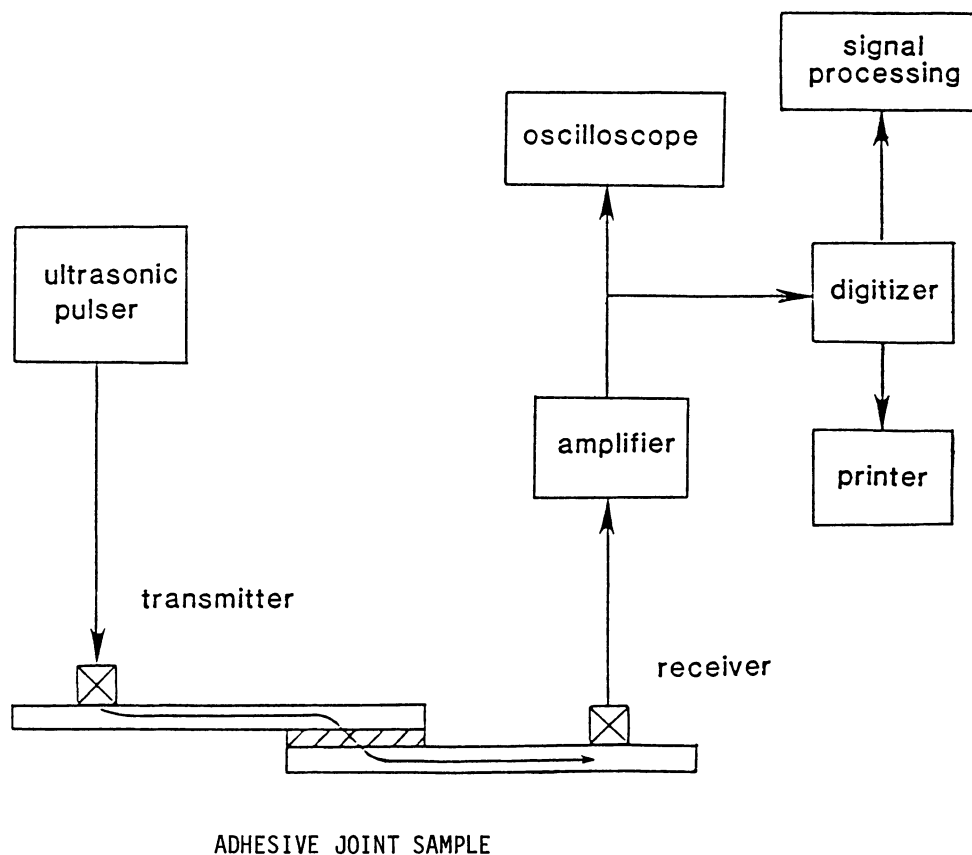 signal
processing
oscilloscope
ultrasonic
pulser
digitizer
amplifier
printer
transmitter
receiver
ADHESIVE JOINT SAMPLE